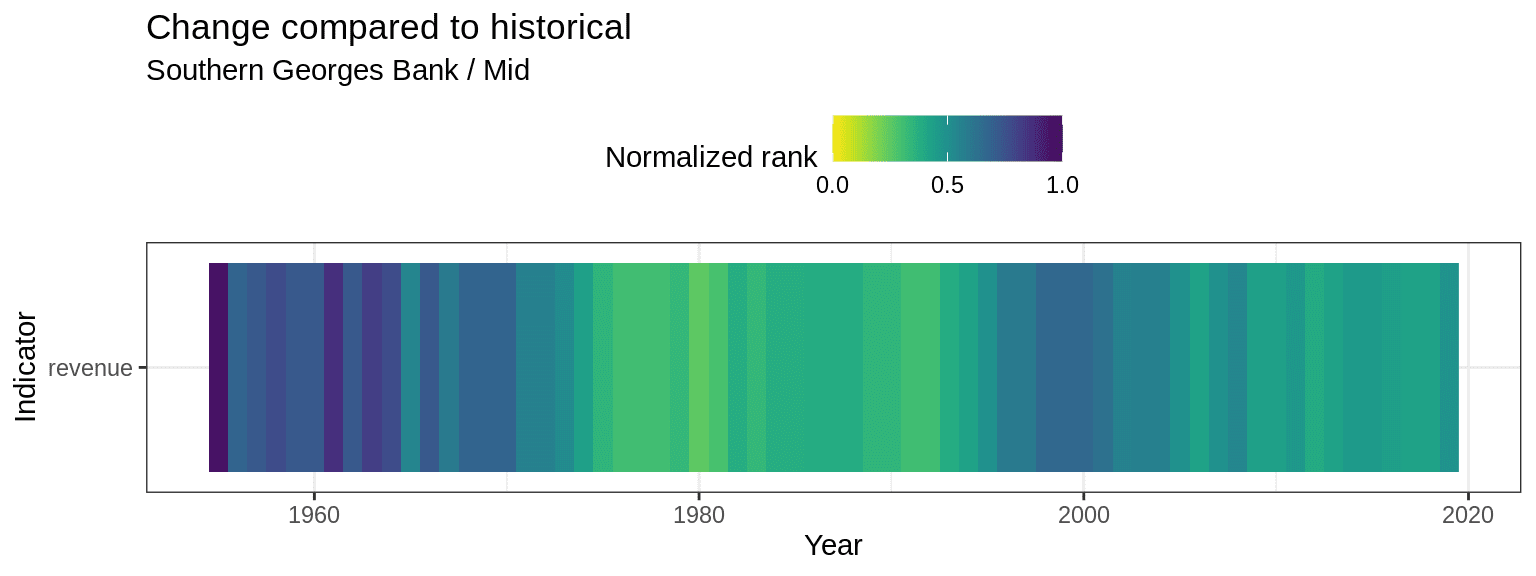 Change compared to historical
Southern Georges Bank / Mid
Normalized rank
0.0 0.5 1.0
Indicator
revenue
1960 1980 2000 2020
Year